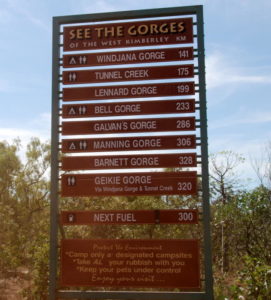 SEE THE GORGES
OF THE WEST KIMBERLEY KM
WINDJANA GORGE 141
TUNNEL CREEK 175
LENNARD GORGE 199
BELL GORGE 233
GALVAN'S GORGE 286
MANNING GORGE 306
BARNETT GORGE 328
GEIKIE GORGE 320
Via Windjana Gorge & Tunnel Creek
NEXT FUEL 300
Protect the Environment
*Camp only designated campsites
*Take ALL your rubbish with you
*Keep your pets under control
Enjoy your visit....